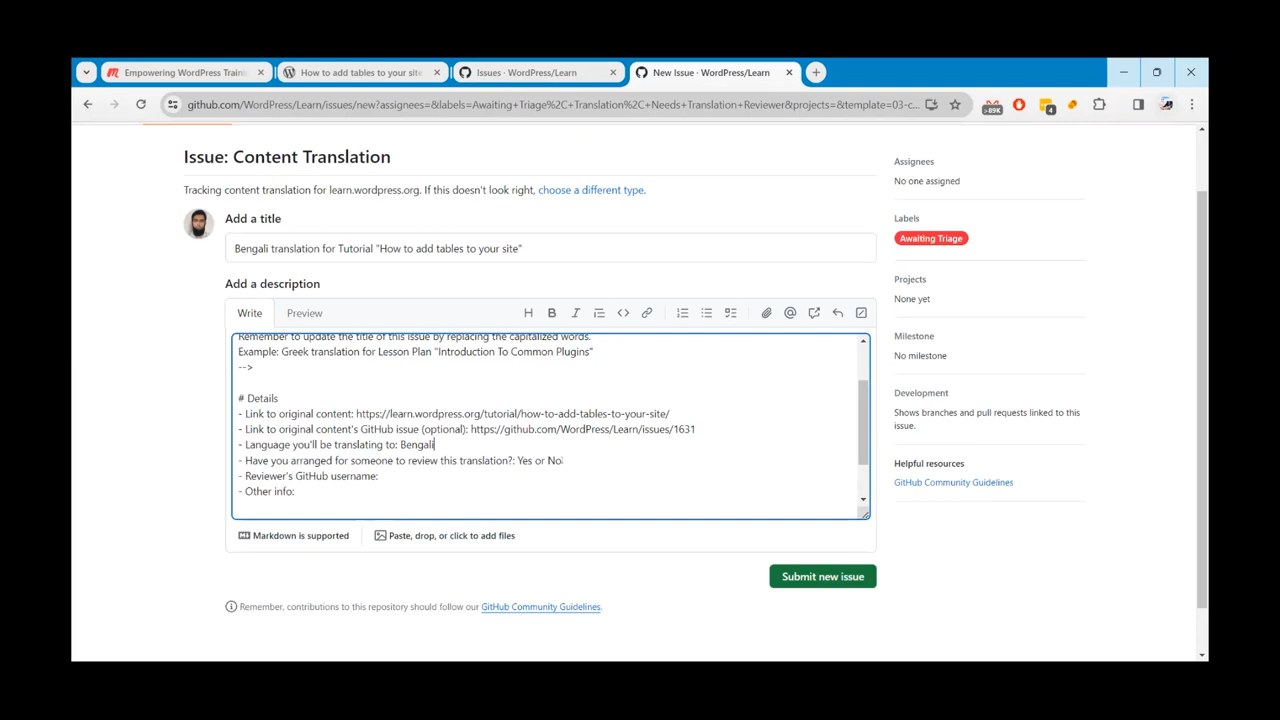 Empowering WordPress Trainin
How to add tables to your site
Issues · WordPress/Learn
New Issue · WordPress/Learn
github.com/WordPress/Learn/issues/new?assignees=&labels=Awaiting+Triage%2C+Translation%2C+Needs+Translation+Reviewer&projects=&template=03-c...
>89K
4
Issue: Content Translation
Tracking content translation for learn.wordpress.org. If this doesn't look right, choose a different type.
Add a title
Bengali translation for Tutorial "How to add tables to your site"
Add a description
Write
Preview
H
B
I
Remember to update the title of this issue by replacing the capitalized words.
Example: Greek translation for Lesson Plan "Introduction To Common Plugins"
-->
# Details
- Link to original content: https://learn.wordpress.org/tutorial/how-to-add-tables-to-your-site/
- Link to original content's GitHub issue (optional): https://github.com/WordPress/Learn/issues/1631
- Language you'll be translating to: Bengali
- Have you arranged for someone to review this translation?: Yes or No
- Reviewer's GitHub username:
- Other info:
Markdown is supported
Paste, drop, or click to add files
Submit new issue
Remember, contributions to this repository should follow our GitHub Community Guidelines.
Assignees
No one assigned
Labels
Awaiting Triage
Projects
None yet
Milestone
No milestone
Development
Shows branches and pull requests linked to this
issue.
Helpful resources
GitHub Community Guidelines